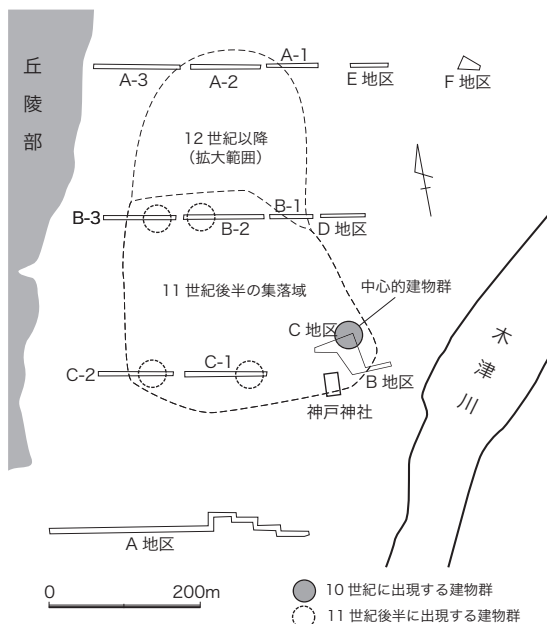 丘陵部
A-3
A-2
A-1
E 地区
F 地区
12 世紀以降
（拡大範囲）
B-3
B-2
B-1
D 地区
11 世紀後半の集落域
中心的建物群
C 地区
木津川
C-2
C-1
B 地区
神戸神社
A 地区
0 200m
10 世紀に出現する建物群
11 世紀後半に出現する建物群